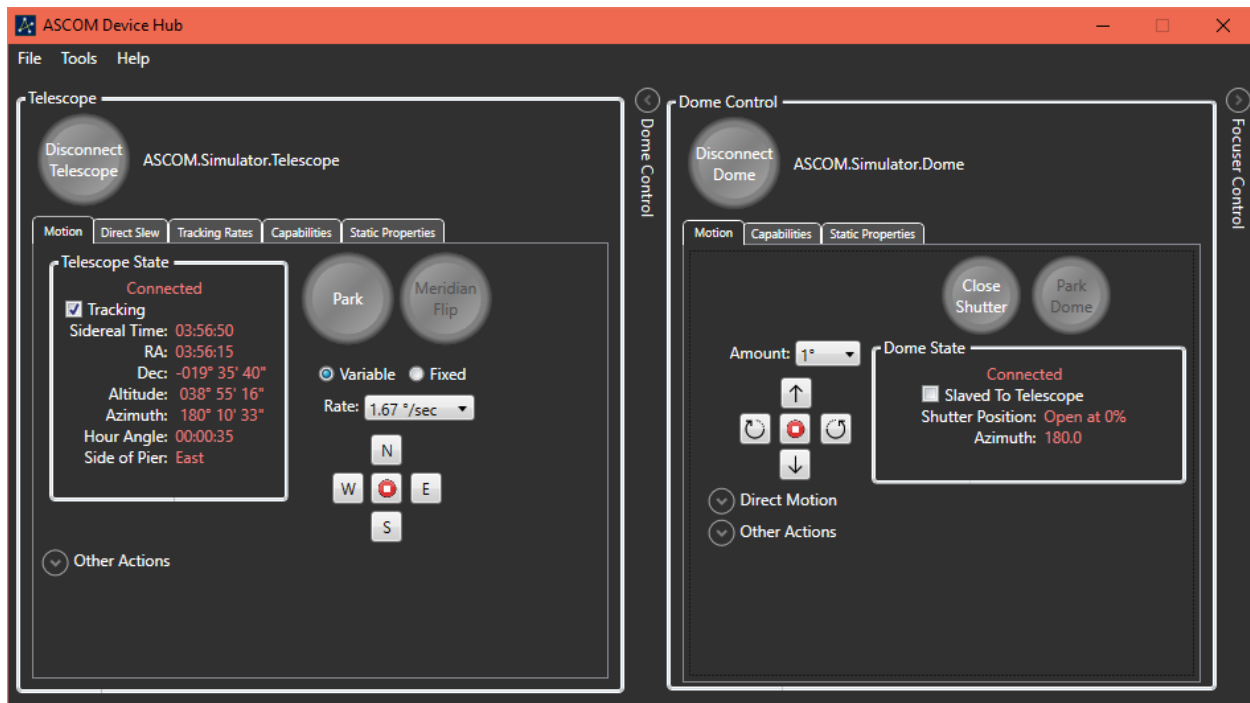 ASCOM Device Hub
File Tools Help
Telescope
Disconnect
Telescope
ASCOM.Simulator.Telescope
Motion Direct Slew Tracking Rates Capabilities Static Properties
Telescope State
Connected
Tracking
Sidereal Time: 03:56:50
RA: 03:56:15
Dec: -019° 35' 40"
Altitude: 038° 55' 16"
Azimuth: 180° 10' 33"
Hour Angle: 00:00:35
Side of Pier: East
Park
Meridian
Flip
Variable Fixed
Rate: 1.67 °/sec
N
W E
S
Other Actions
Dome Control
Dome Control
Disconnect
Dome
ASCOM.Simulator.Dome
Motion Capabilities Static Properties
Close
Shutter
Park
Dome
Amount: 1°
Dome State
Connected
Slaved To Telescope
Shutter Position: Open at 0%
Azimuth: 180.0
Direct Motion
Other Actions
Focuser Control